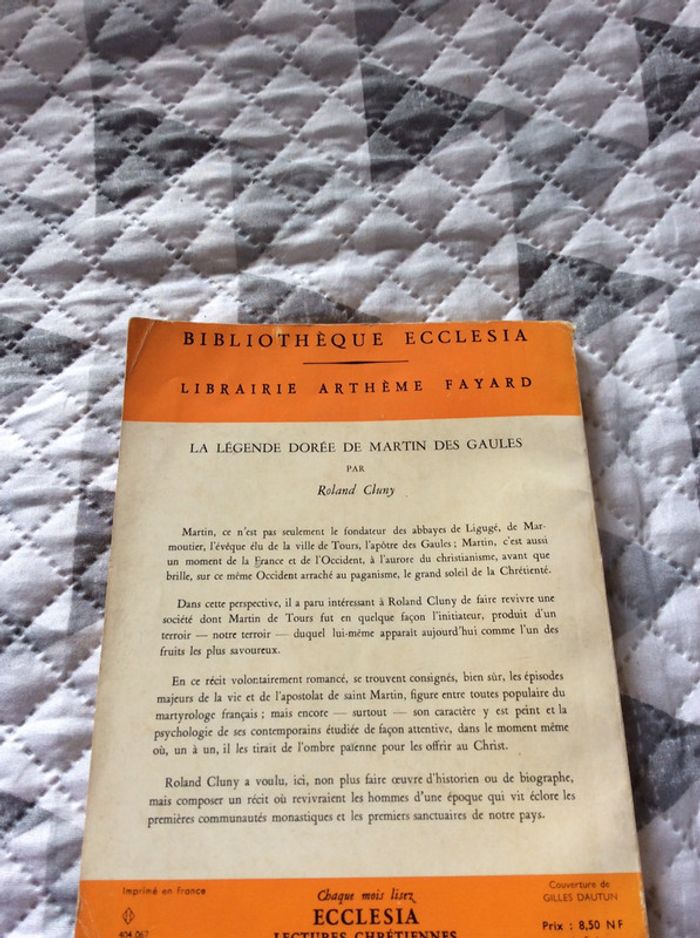 BIBLIOTHÈQUE ECCLESIA
LIBRAIRIE ARTHÈME FAYARD
LA LÉGENDE DORÉE DE MARTIN DES GAULES
PAR
Roland Cluny
Martin, ce n'est pas seulement le fondateur des abbayes de Ligugé, de Mar-
moutier, l'évêque élu de la ville de Tours, l'apôtre des Gaules ; Martin, c'est aussi
un moment de la France et de l'Occident, à l'aurore du christianisme, avant que
brille, sur ce même Occident arraché au paganisme, le grand soleil de la Chrétienté.
Dans cette perspective, il a paru intéressant à Roland Cluny de faire revivre une
société dont Martin de Tours fut en quelque façon l'initiateur, produit d'un
terroir — notre terroir — duquel lui-même apparaît aujourd'hui comme l'un des
fruits les plus savoureux.
En ce récit volontairement romancé, se trouvent consignés, bien sûr, les épisodes
majeurs de la vie et de l'apostolat de saint Martin, figure entre toutes populaire du
martyrologe français ; mais encore — surtout — son caractère y est peint et la
psychologie de ses contemporains étudiée de façon attentive, dans le moment même
où, un à un, il les tirait de l'ombre païenne pour les offrir au Christ.
Roland Cluny a voulu, ici, non plus faire œuvre d'historien ou de biographe,
mais composer un récit où revivraient les hommes d'une époque qui vit éclore les
premières communautés monastiques et les premiers sanctuaires de notre pays.
Imprimé en France
404.067
Chaque mois lisez
ECCLESIA
LECTURES CHRÉTIENNES
Couverture de
GILLES DAUTUN
Prix : 8,50 NF